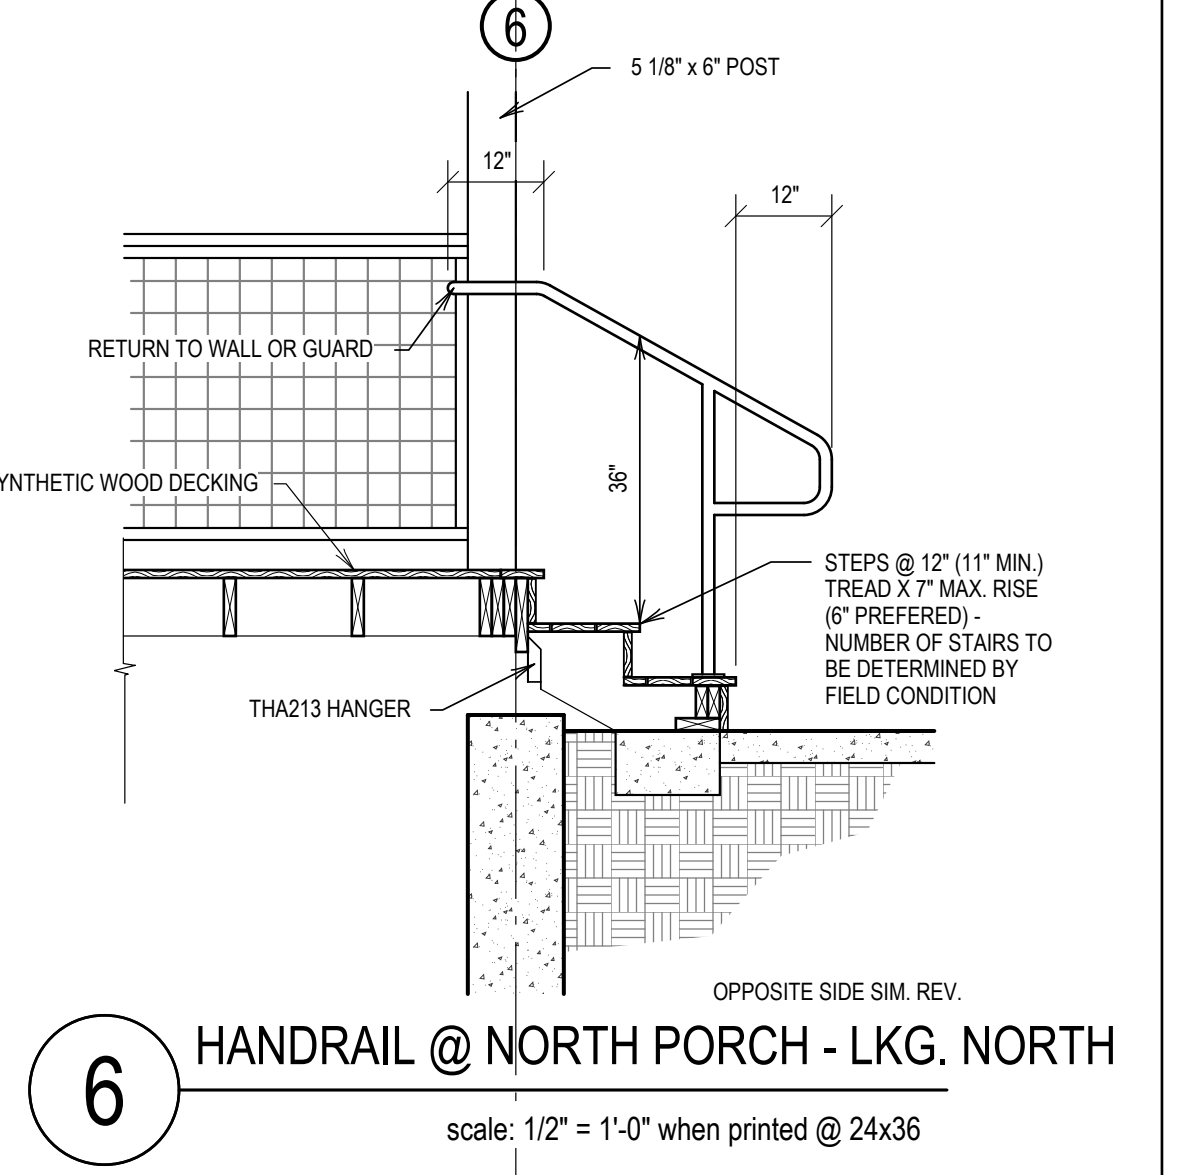 6
5 1/8" x 6" POST
12"
12"
RETURN TO WALL OR GUARD
36"
YNTHETIC WOOD DECKING
STEPS @ 12" (11" MIN.)
TREAD X 7" MAX. RISE
(6" PREFERED) -
NUMBER OF STAIRS TO
BE DETERMINED BY
FIELD CONDITION
THA213 HANGER
OPPOSITE SIDE SIM. REV.
6
HANDRAIL @ NORTH PORCH - LKG. NORTH
scale: 1/2" = 1'-0" when printed @ 24x36